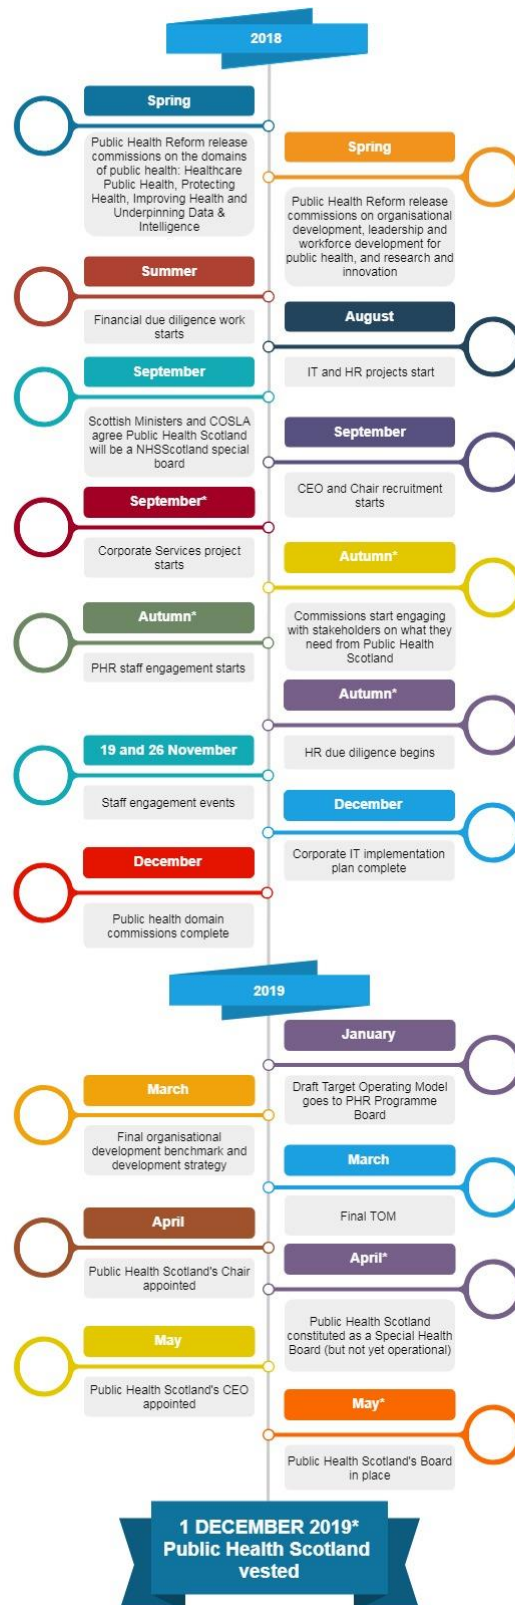 2018
Spring
Public Health Reform release
commissions on the domains
of public health: Healthcare
Public Health, Protecting
Health, Improving Health and
Underpinning Data &
Intelligence
Spring
Public Health Reform release
commissions on organisational
development, leadership and
workforce development for
public health, and research and
innovation
Summer
Financial due diligence work
starts
August
IT and HR projects start
September
Scottish Ministers and COSLA
agree Public Health Scotland
will be a NHSScotland special
board
September
CEO and Chair recruitment
starts
September*
Corporate Services project
starts
Autumn*
Commissions start engaging
with stakeholders on what they
need from Public Health
Scotland
Autumn*
PHR staff engagement starts
Autumn*
HR due diligence begins
19 and 26 November
Staff engagement events
December
Corporate IT implementation
plan complete
December
Public health domain
commissions complete
2019
January
Draft Target Operating Model
goes to PHR Programme
Board
March
Final organisational
development benchmark and
development strategy
March
Final TOM
April
Public Health Scotland's Chair
appointed
April*
Public Health Scotland
constituted as a Special Health
Board (but not yet operational)
May
Public Health Scotland's CEO
appointed
May*
Public Health Scotland's Board
in place
1 DECEMBER 2019*
Public Health Scotland
vested